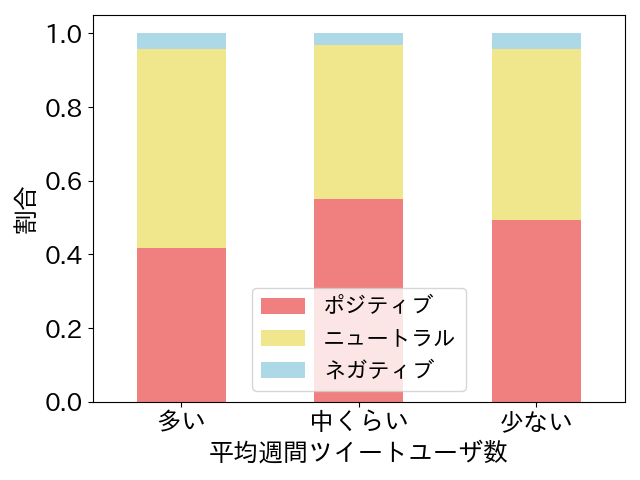 1.0
0.8
0.6
0.4
0.2
0.0
割合
ポジティブ
ニュートラル
ネガティブ
多い
中くらい
少ない
平均週間ツイートユーザ数